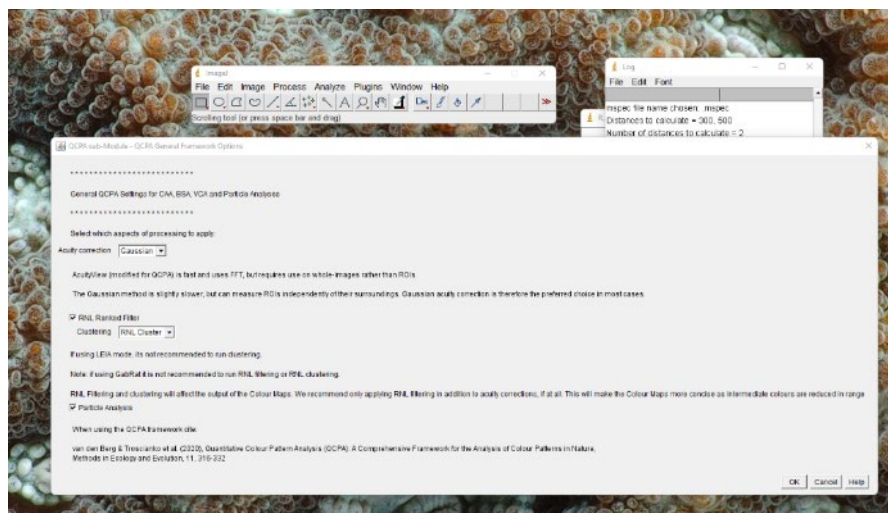 ImageJ
File Edit Image Process Analyze Plugins Window Help
Scrolling tool (or press space bar and drag)
Log
File Edit Font
mspec file name chosen: .mspec
Distances to calculate = 300, 500
Number of distances to calculate = 2
QCPA sub-Module - QCPA General Framework Options
* * * * * * * * * * * * * * * * * * * * * * * * * *
General QCPA Settings for CAA, BSA, VCA and Particle Analyses
* * * * * * * * * * * * * * * * * * * * * * * * * *
Select which aspects of processing to apply:
Acuity correction Gaussian
AcuityView (modified for QCPA) is fast and uses FFT, but requires use on whole-images rather than ROIs
The Gaussian method is slightly slower, but can measure ROIs independently of their surroundings. Gaussian acuity correction is therefore the preferred choice in most cases.
RNL Ranked Filter
Clustering RNL Cluster
If using LEIA mode, its not recommended to run clustering.
Note: if using GabRat it is not recommended to run RNL filtering or RNL clustering.
RNL Filtering and clustering will affect the output of the Colour Maps. We recommend only applying RNL filtering in addition to acuity corrections, if at all. This will make the Colour Maps more concise as intermediate colours are reduced in range
Particle Analysis
When using the QCPA framework cite:
van den Berg & Troscianko et al. (2020), Quantitative Colour Pattern Analysis (QCPA): A Comprehensive Framework for the Analysis of Colour Patterns in Nature,
Methods in Ecology and Evolution, 11, 316-332
OK Cancel Help